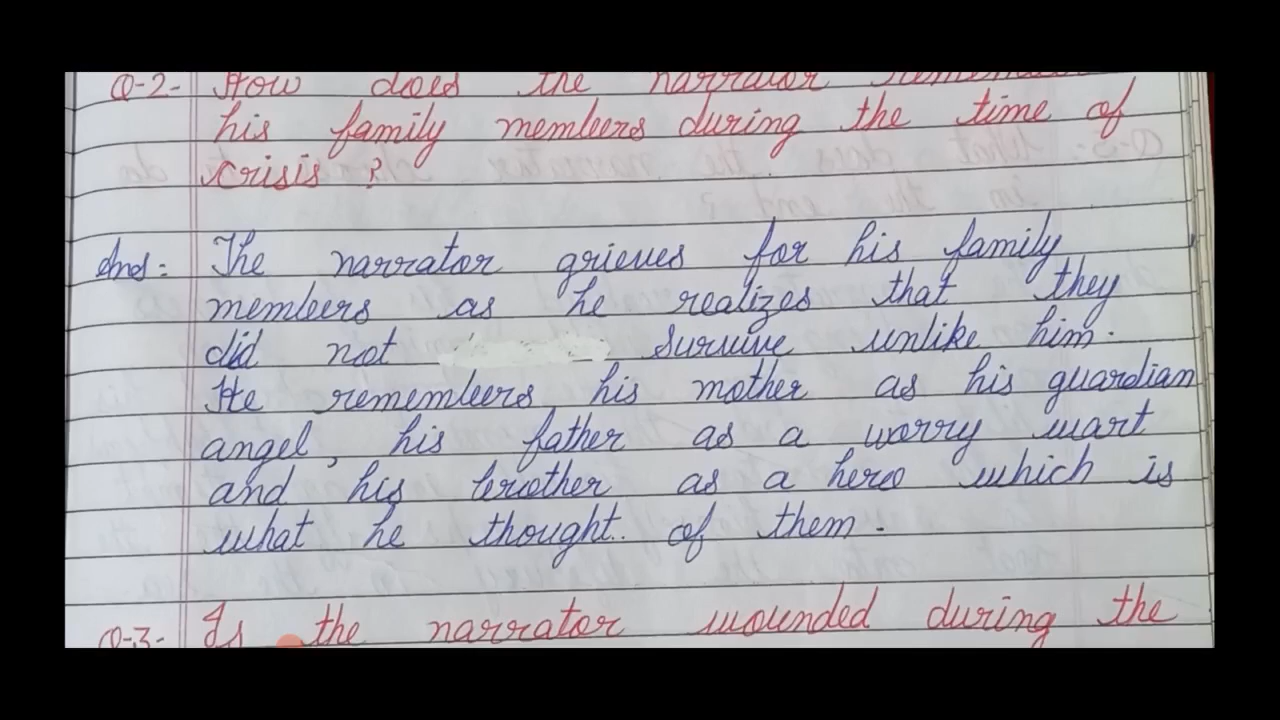 Q-2- How does the narrator remember
his family members during the time of
crisis ?
Ans: The narrator grieves for his family
members as he realizes that they
did not survive unlike him.
He remembers his mother as his guardian
angel, his father as a worry wart
and his brother as a hero which is
what he thought. of them.
Q-3- Is the narrator wounded during the